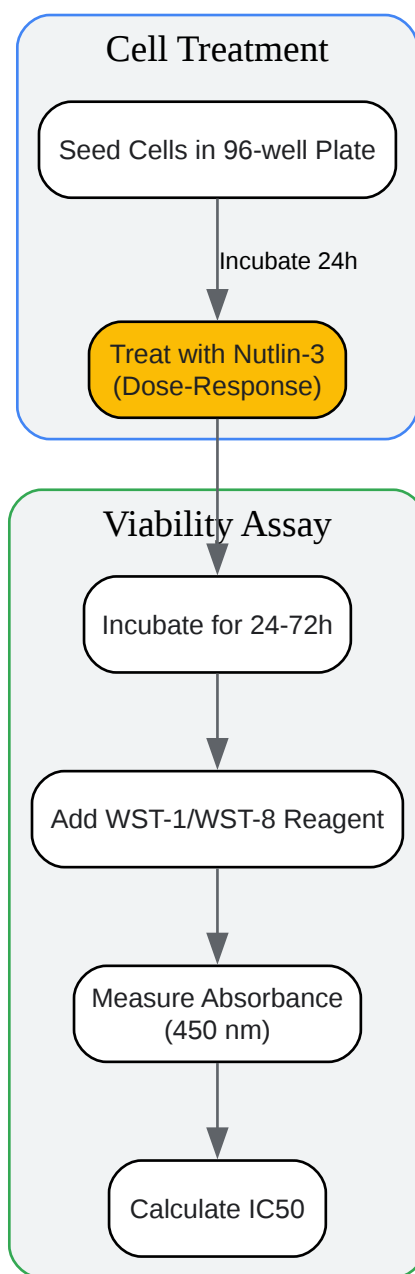 Cell Treatment
Seed Cells in 96-well Plate
Incubate 24h
Treat with Nutlin-3
(Dose-Response)
Viability Assay
Incubate for 24-72h
Add WST-1/WST-8 Reagent
Measure Absorbance
(450 nm)
Calculate IC50